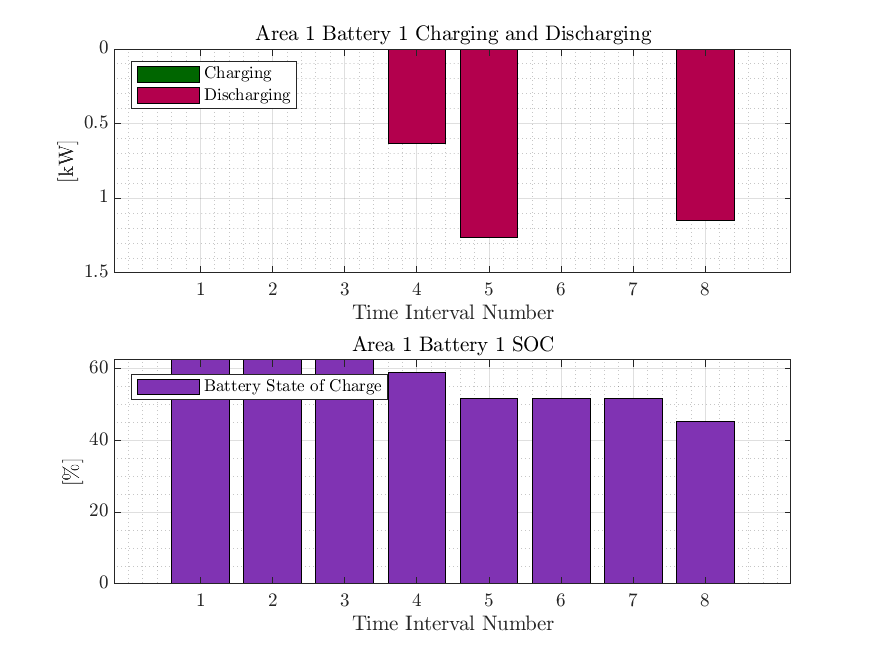 Area 1 Battery 1 Charging and Discharging
0
0.5
1
1.5
[kW]
Charging
Discharging
1 2 3 4 5 6 7 8
Time Interval Number
Area 1 Battery 1 SOC
60
40
20
0
[%]
Battery State of Charge
1 2 3 4 5 6 7 8
Time Interval Number